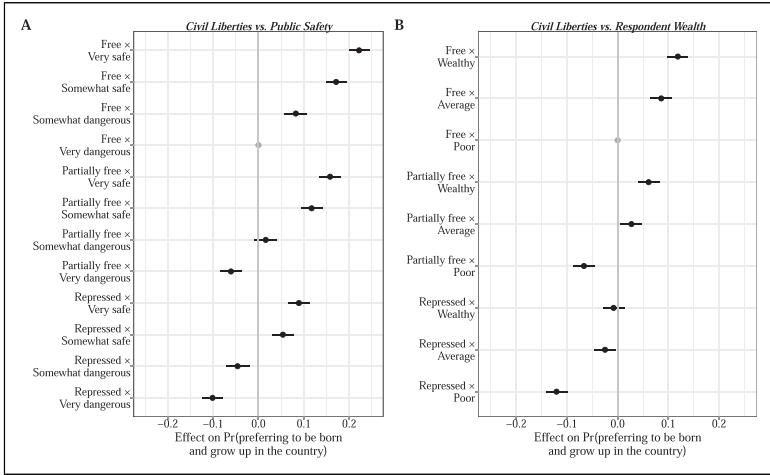 A
Civil Liberties vs. Public Safety
Free ×
Very safe
Free ×
Somewhat safe
Free ×
Somewhat dangerous
Free ×
Very dangerous
Partially free ×
Very safe
Partially free ×
Somewhat safe
Partially free ×
Somewhat dangerous
Partially free ×
Very dangerous
Repressed ×
Very safe
Repressed ×
Somewhat safe
Repressed ×
Somewhat dangerous
Repressed ×
Very dangerous
−0.2 −0.1 0.0 0.1 0.2
Effect on Pr(preferring to be born
and grow up in the country)
B
Civil Liberties vs. Respondent Wealth
Free ×
Wealthy
Free ×
Average
Free ×
Poor
Partially free ×
Wealthy
Partially free ×
Average
Partially free ×
Poor
Repressed ×
Wealthy
Repressed ×
Average
Repressed ×
Poor
−0.2 −0.1 0.0 0.1 0.2
Effect on Pr(preferring to be born
and grow up in the country)